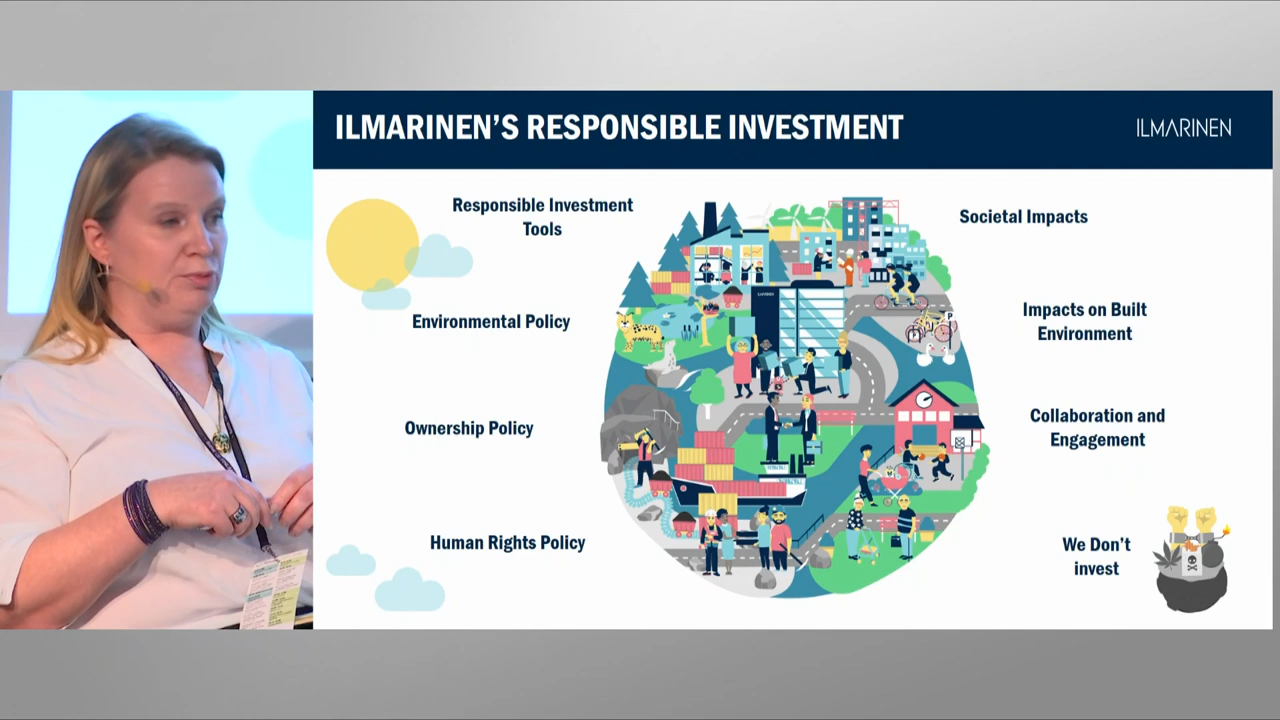 ILMARINEN'S RESPONSIBLE INVESTMENT
ILMARINEN
Responsible Investment
Tools
Societal Impacts
Environmental Policy
Impacts on Built
Environment
Ownership Policy
Collaboration and
Engagement
Human Rights Policy
We Don't
invest
P